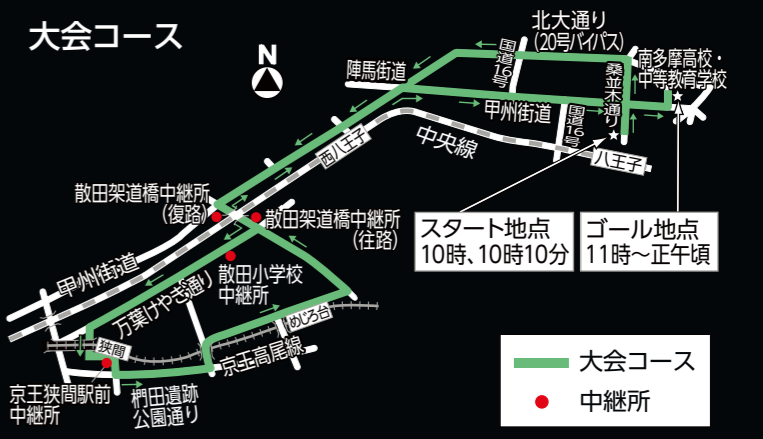 大会コース
N
北大通り
(20号バイパス)
国道16号
陣馬街道
桑並木通り
南多摩高校・
中等教育学校
甲州街道
国道16号
中央線
西八王子
八王子
散田架道橋中継所
(復路)
散田架道橋中継所
(往路)
スタート地点
10時、10時10分
ゴール地点
11時～正午頃
散田小学校
中継所
甲州街道
万葉けやき通り
めじろ台
狭間
京王高尾線
京王狭間駅前
中継所
椚田遺跡
公園通り
大会コース
中継所